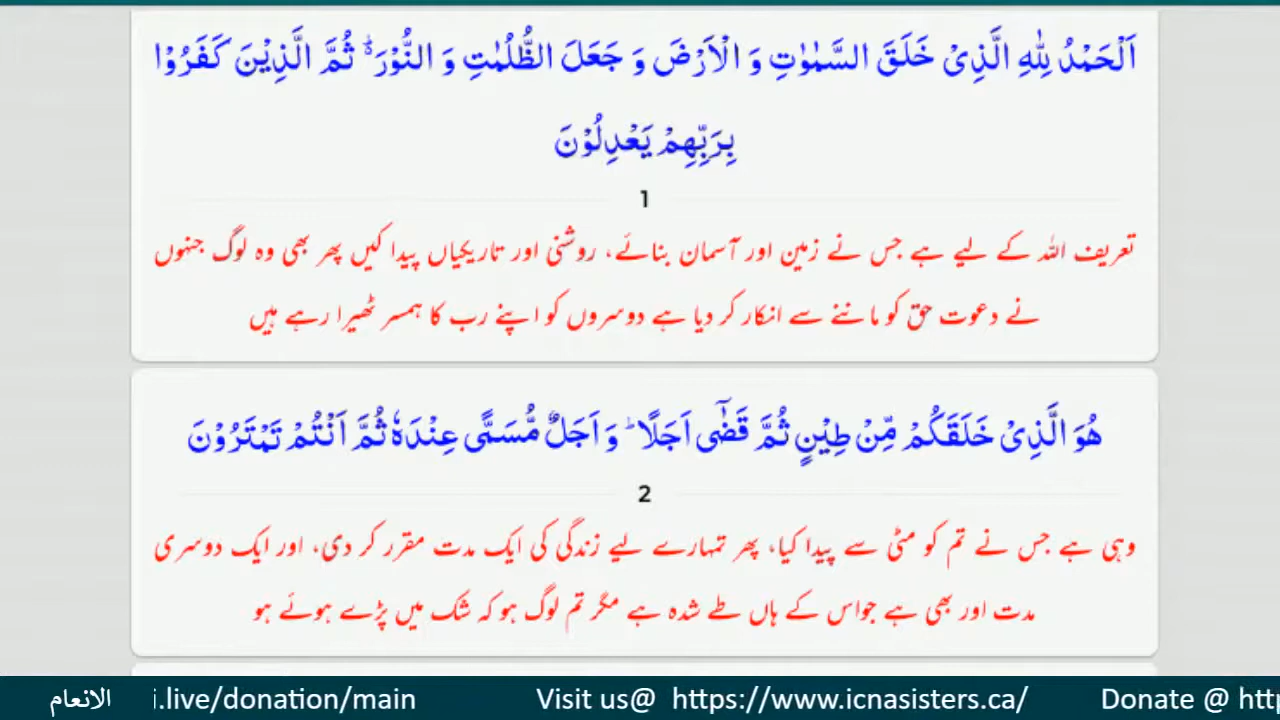 اَلْحَمْدُ لِلّٰهِ الَّذِیْ خَلَقَ السَّمٰوٰتِ وَ الْاَرْضَ وَ جَعَلَ الظُّلُمٰتِ وَ النُّوْرَ۬ؕ ثُمَّ الَّذِیْنَ كَفَرُوْا
بِرَبِّهِمْ یَعْدِلُوْنَ
1
تعریف اللہ کے لیے ہے جس نے زمین اور آسمان بنائے، روشنی اور تاریکیاں پیدا کیں پھر بھی وہ لوگ جنہوں
نے دعوت حق کو ماننے سے انکار کر دیا ہے دوسروں کو اپنے رب کا ہمسر ٹھیرا رہے ہیں
هُوَ الَّذِیْ خَلَقَكُمْ مِّنْ طِیْنٍ ثُمَّ قَضٰۤى اَجَلًاؕ وَ اَجَلٌ مُّسَمًّى عِنْدَهٗ ثُمَّ اَنْتُمْ تَمْتَرُوْنَ
2
وہی ہے جس نے تم کو مٹی سے پیدا کیا، پھر تمہارے لیے زندگی کی ایک مدت مقرر کر دی، اور ایک دوسری
مدت اور بھی ہے جواس کے ہاں طے شدہ ہے مگر تم لوگ ہو کہ شک میں پڑے ہوئے ہو
الانعام i.live/donation/main Visit us@ https://www.icnasisters.ca/ Donate @ http